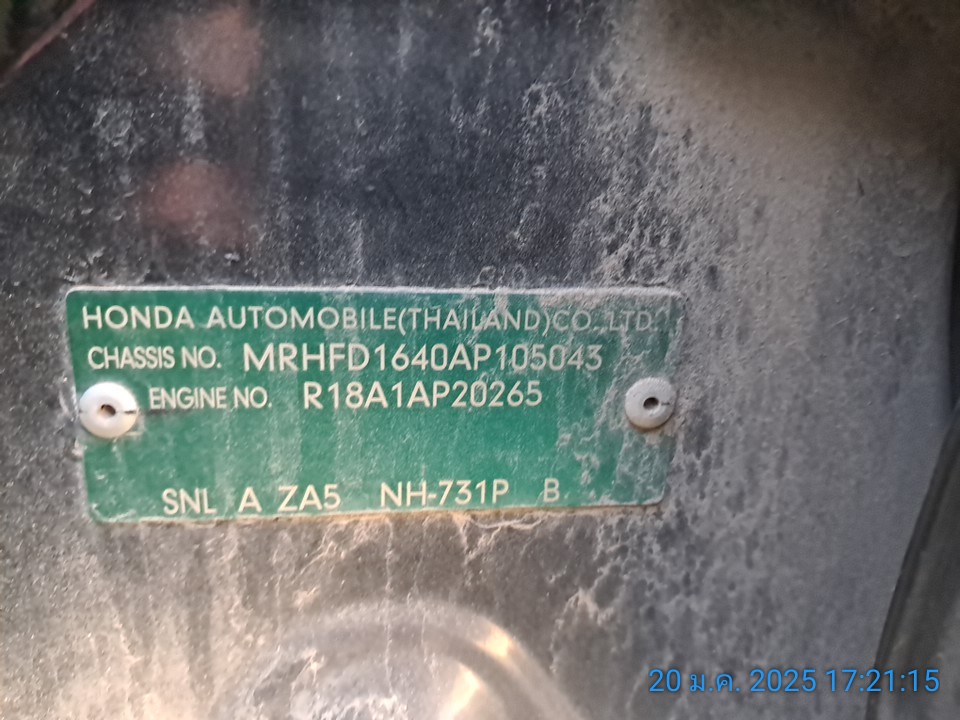 HONDA AUTOMOBILE(THAILAND)CO.,LTD.
CHASSIS NO. MRHFD1640AP105043
ENGINE NO. R18A1AP20265
SNL A ZA5 NH-731P B
20 ม.ค. 2025 17:21:15